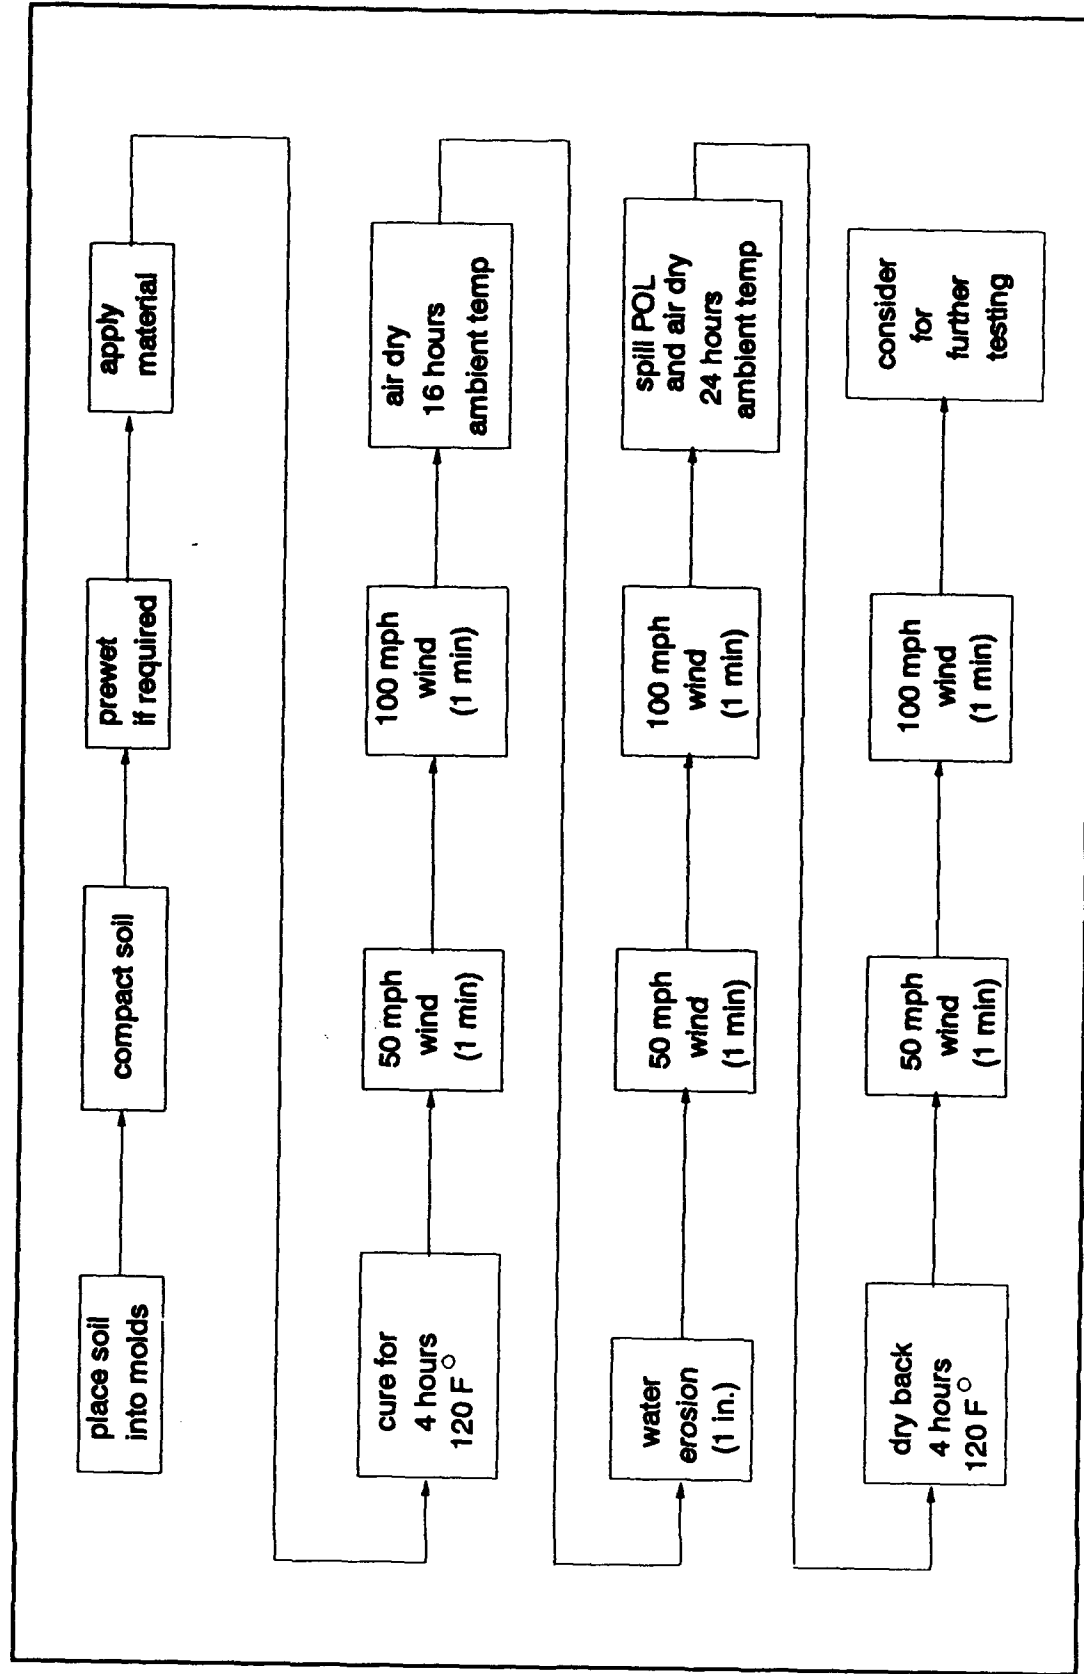 place soil
into molds
compact soil
prewet
if required
apply
material
cure for
4 hours
120 F°
50 mph
wind
(1 min)
100 mph
wind
(1 min)
air dry
16 hours
ambient temp
water
erosion
(1 in.)
50 mph
wind
(1 min)
100 mph
wind
(1 min)
spill POL
and air dry
24 hours
ambient temp
dry back
4 hours
120 F°
50 mph
wind
(1 min)
100 mph
wind
(1 min)
consider
for
further
testing